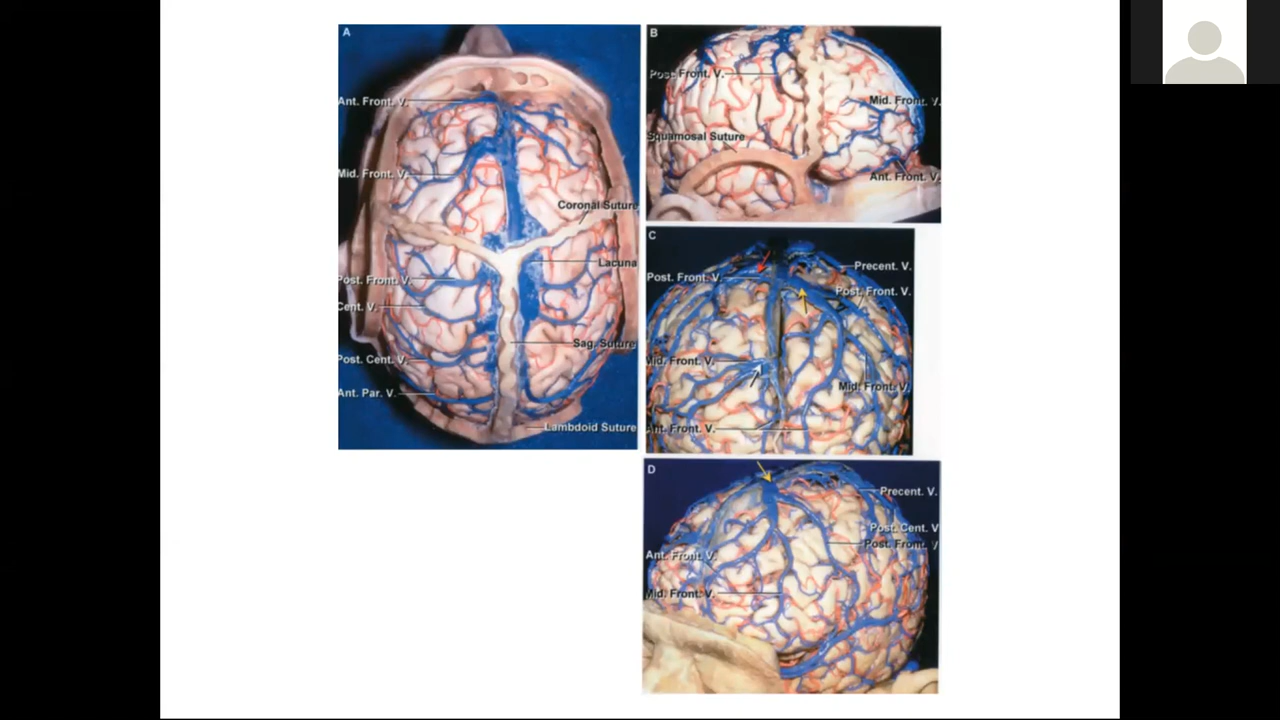 A
Ant. Front. V.
Mid. Front. V.
Coronal Suture
Lacuna
Post. Front. V.
Cent. V.
Sag. Suture
Post. Cent. V.
Ant. Par. V.
Lambdoid Suture
B
Post. Front. V.
Mid. Front. V.
Squamosal Suture
Ant. Front. V.
C
Precent. V.
Post. Front. V.
Post. Front. V.
Mid. Front. V.
Mid. Front. V.
Ant. Front. V.
D
Precent. V.
Post. Cent. V
Post. Front. V
Ant. Front. V.
Mid. Front. V.